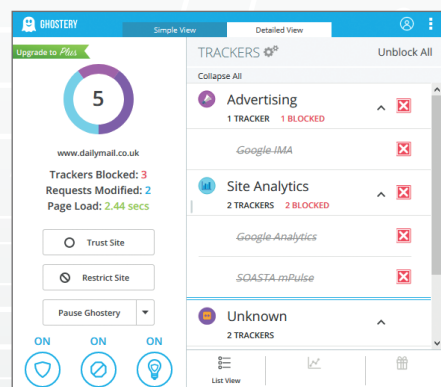 GHOSTERY
Simple View
Detailed View
Upgrade to Plus
5
www.dailymail.co.uk
Trackers Blocked: 3
Requests Modified: 2
Page Load: 2.44 secs
Trust Site
Restrict Site
Pause Ghostery
ON ON ON
TRACKERS
Unblock All
Collapse All
Advertising
1 TRACKER 1 BLOCKED
Google IMA
Site Analytics
2 TRACKERS 2 BLOCKED
Google Analytics
SOASTA mPulse
Unknown
2 TRACKERS
List View